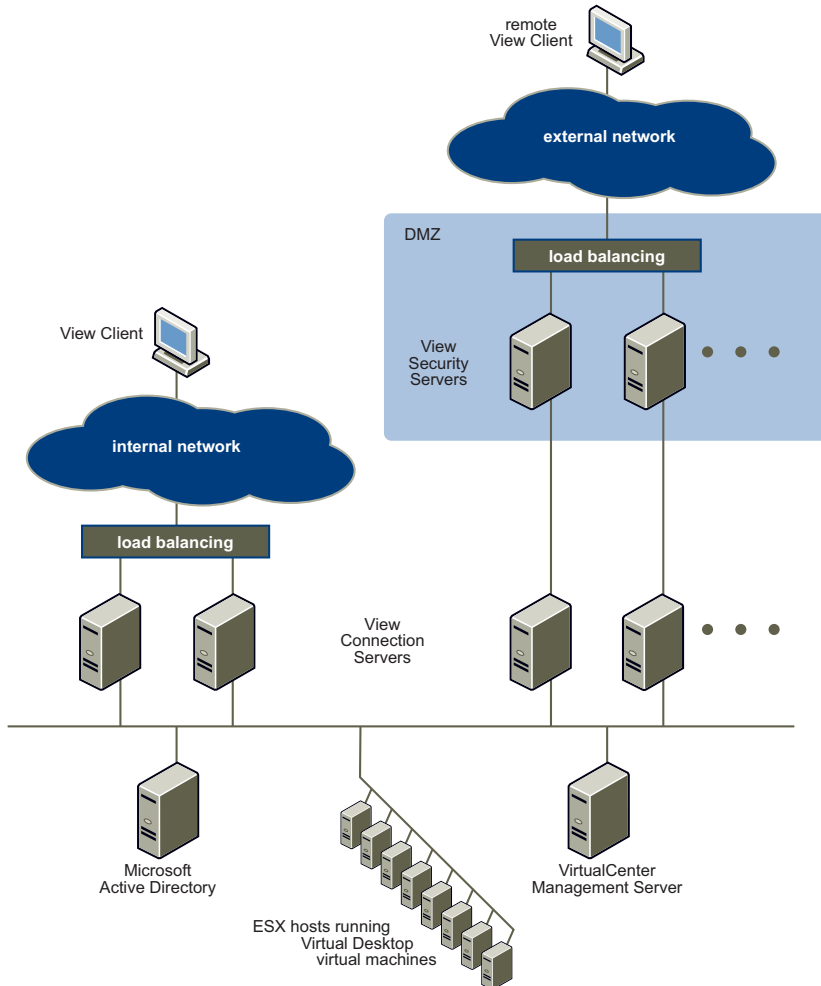 remote
View Client
external network
DMZ
load balancing
View Client
View
Security
Servers
internal network
load balancing
View
Connection
Servers
Microsoft
Active Directory
VirtualCenter
Management Server
ESX hosts running
Virtual Desktop
virtual machines